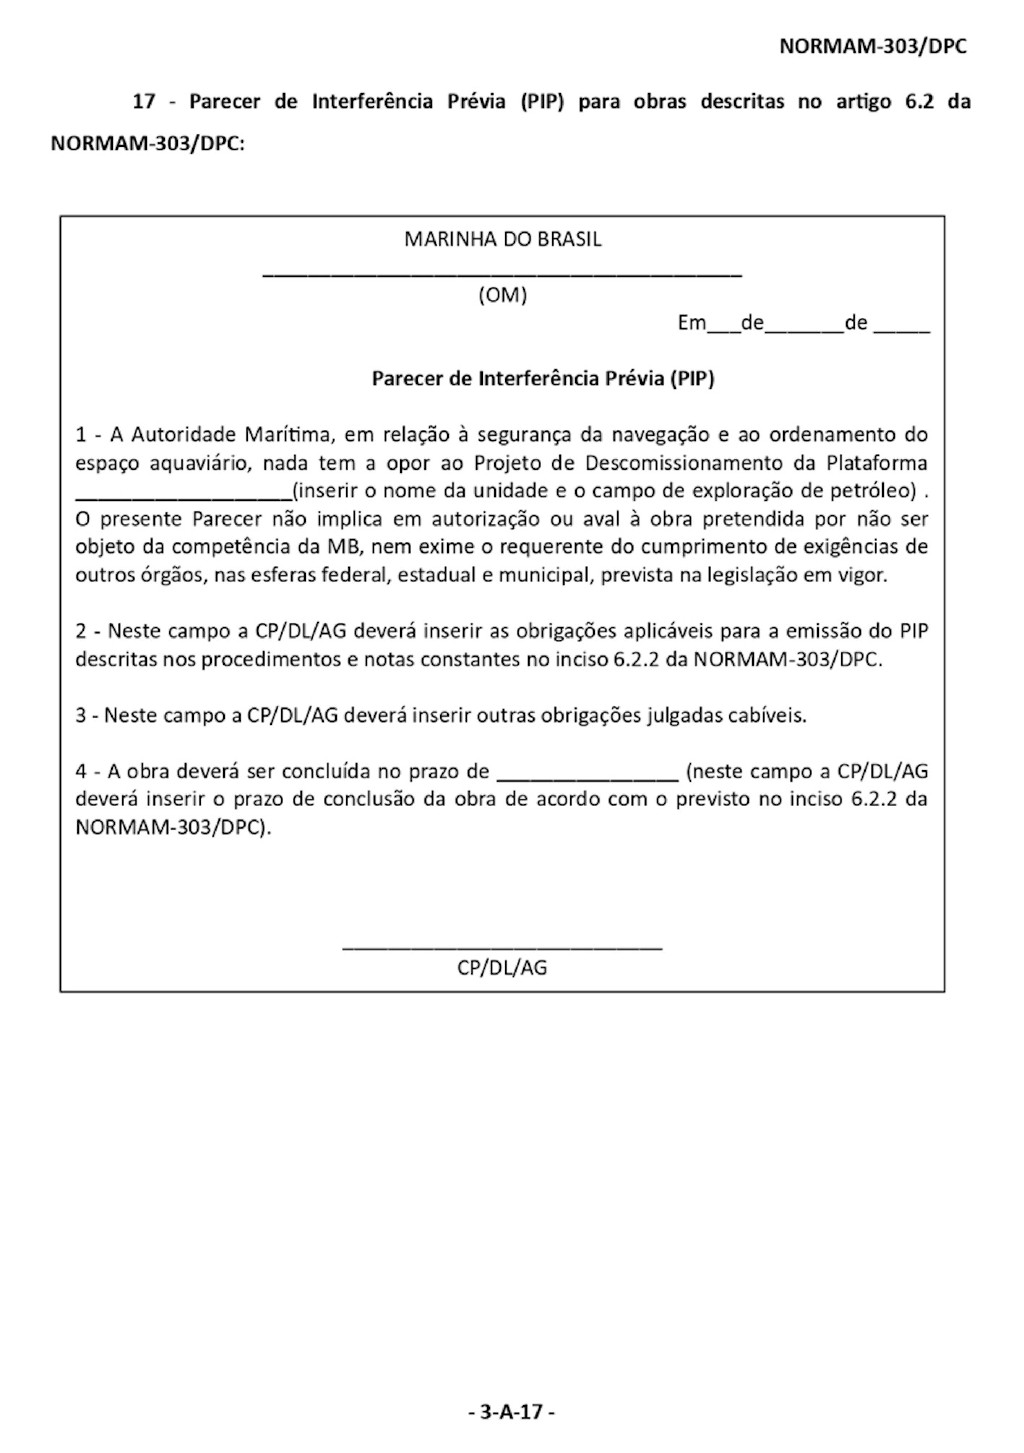 NORMAM-303/DPC
17 - Parecer de Interferência Prévia (PIP) para obras descritas no artigo 6.2 da
NORMAM-303/DPC:
MARINHA DO BRASIL
__________________________________________
(OM)
Em___de_______de _____
Parecer de Interferência Prévia (PIP)
1 - A Autoridade Marítima, em relação à segurança da navegação e ao ordenamento do
espaço aquaviário, nada tem a opor ao Projeto de Descomissionamento da Plataforma
___________________(inserir o nome da unidade e o campo de exploração de petróleo) .
O presente Parecer não implica em autorização ou aval à obra pretendida por não ser
objeto da competência da MB, nem exime o requerente do cumprimento de exigências de
outros órgãos, nas esferas federal, estadual e municipal, prevista na legislação em vigor.
2 - Neste campo a CP/DL/AG deverá inserir as obrigações aplicáveis para a emissão do PIP
descritas nos procedimentos e notas constantes no inciso 6.2.2 da NORMAM-303/DPC.
3 - Neste campo a CP/DL/AG deverá inserir outras obrigações julgadas cabíveis.
4 - A obra deverá ser concluída no prazo de ________________ (neste campo a CP/DL/AG
deverá inserir o prazo de conclusão da obra de acordo com o previsto no inciso 6.2.2 da
NORMAM-303/DPC).
____________________________
CP/DL/AG
- 3-A-17 -